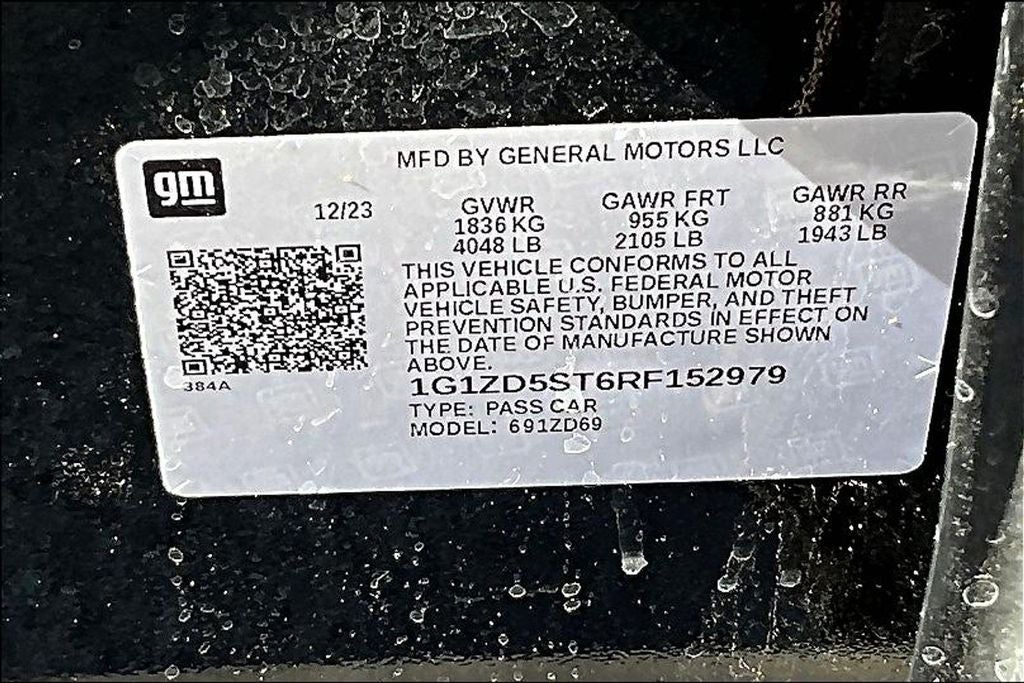 MFD BY GENERAL MOTORS LLC
gm
12/23
GVWR GAWR FRT GAWR RR
1836 KG 955 KG 881 KG
4048 LB 2105 LB 1943 LB
THIS VEHICLE CONFORMS TO ALL
APPLICABLE U.S. FEDERAL MOTOR
VEHICLE SAFETY, BUMPER, AND THEFT
PREVENTION STANDARDS IN EFFECT ON
THE DATE OF MANUFACTURE SHOWN
ABOVE.
384A
1G1ZD5ST6RF152979
TYPE: PASS CAR
MODEL: 691ZD69